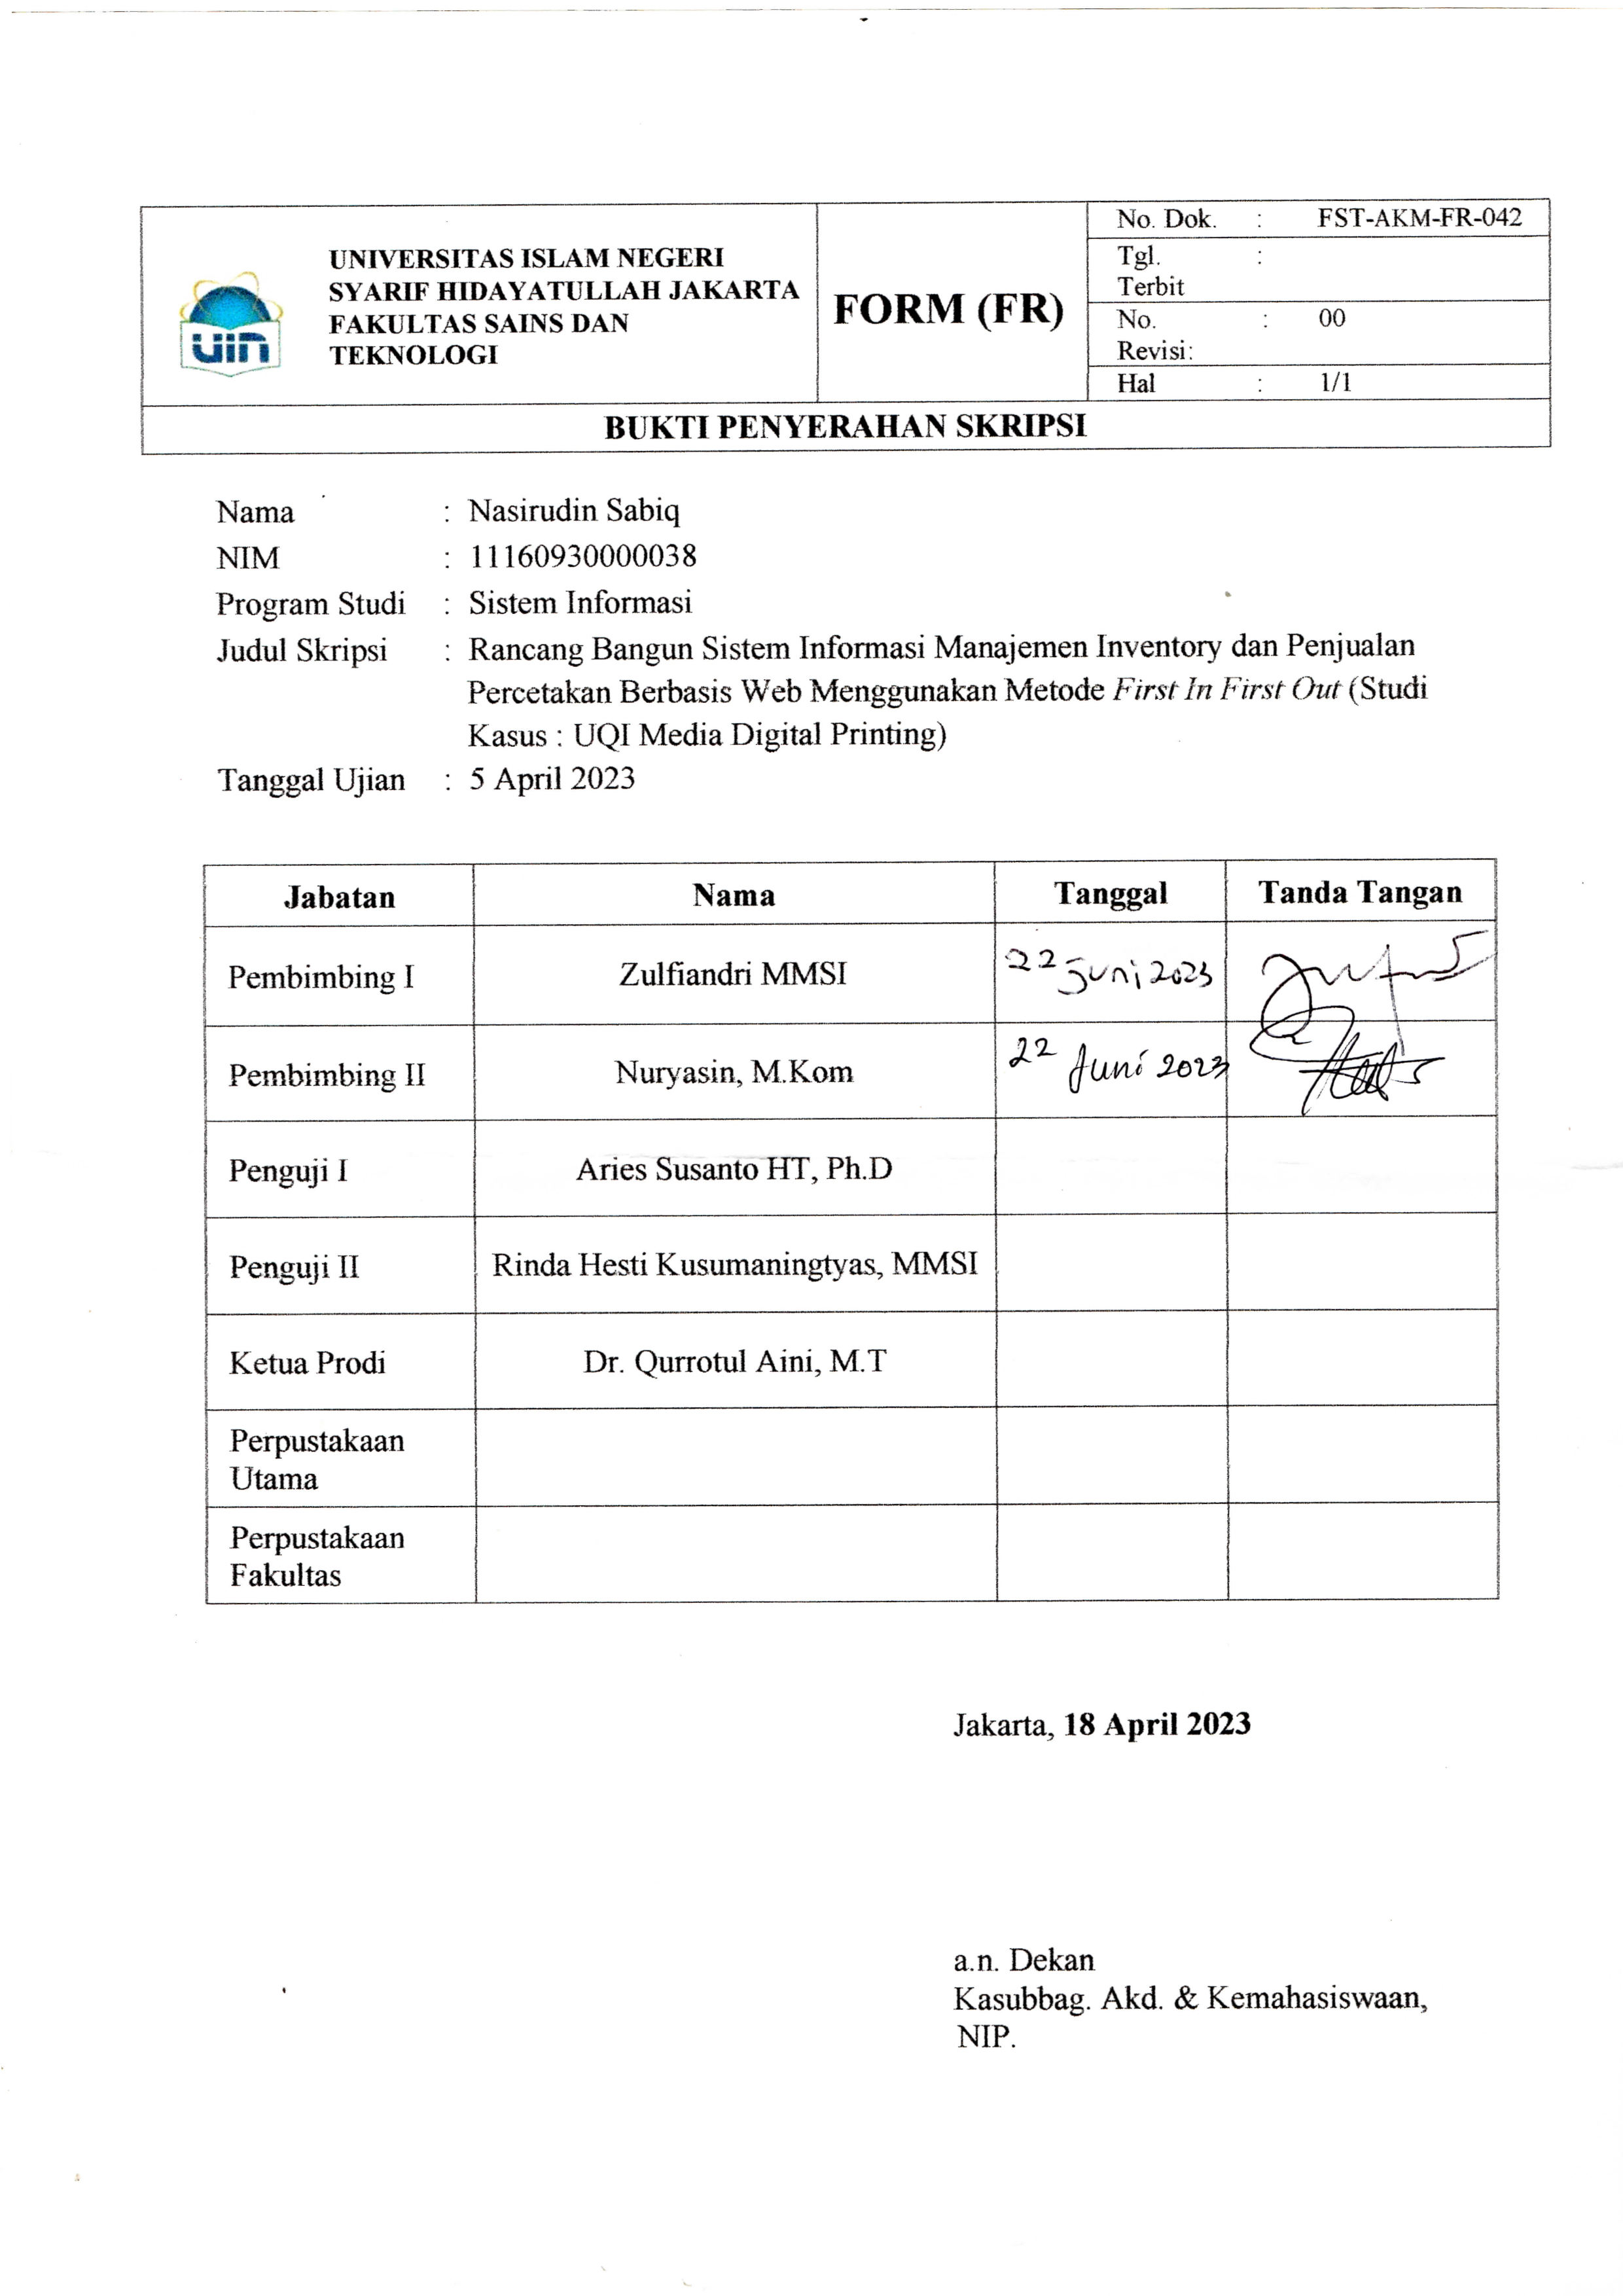 UNIVERSITAS ISLAM NEGERI
SYARIF HIDAYATULLAH JAKARTA
FAKULTAS SAINS DAN
TEKNOLOGI
uin
FORM (FR)
No. Dok. : FST-AKM-FR-042
Tgl. :
Terbit
No. : 00
Revisi:
Hal : 1/1
BUKTI PENYERAHAN SKRIPSI
Nama : Nasirudin Sabiq
NIM : 11160930000038
Program Studi : Sistem Informasi
Judul Skripsi : Rancang Bangun Sistem Informasi Manajemen Inventory dan Penjualan
Percetakan Berbasis Web Menggunakan Metode First In First Out (Studi
Kasus : UQI Media Digital Printing)
Tanggal Ujian : 5 April 2023
Jabatan Nama Tanggal Tanda Tangan
Pembimbing I Zulfiandri MMSI 22 Juni 2023
Pembimbing II Nuryasin, M.Kom 22 Juni 2023
Penguji I Aries Susanto HT, Ph.D
Penguji II Rinda Hesti Kusumaningtyas, MMSI
Ketua Prodi Dr. Qurrotul Aini, M.T
Perpustakaan
Utama
Perpustakaan
Fakultas
Jakarta, 18 April 2023
a.n. Dekan
Kasubbag. Akd. & Kemahasiswaan,
NIP.